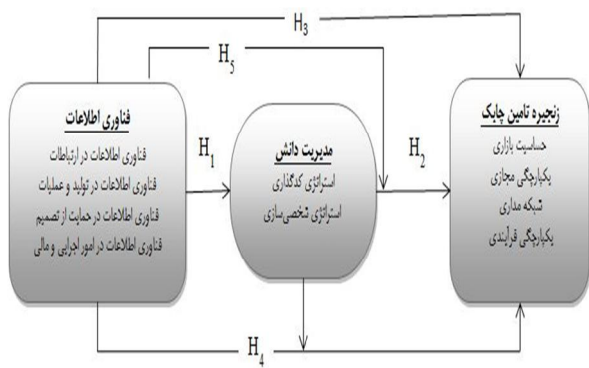 H3
H5
فناوری اطلاعات
فناوری اطلاعات در ارتباطات
فناوری اطلاعات در تولید و عملیات
فناوری اطلاعات در حمایت از تصمیم
فناوری اطلاعات در امور اجرایی و مالی
H1
مدیریت دانش
استراتژی کدگذاری
استراتژی شخصی‌سازی
H2
زنجیره تامین چابک
حساسیت بازاری
یکپارچگی مجازی
شبکه مداری
یکپارچگی فرآیندی
H4